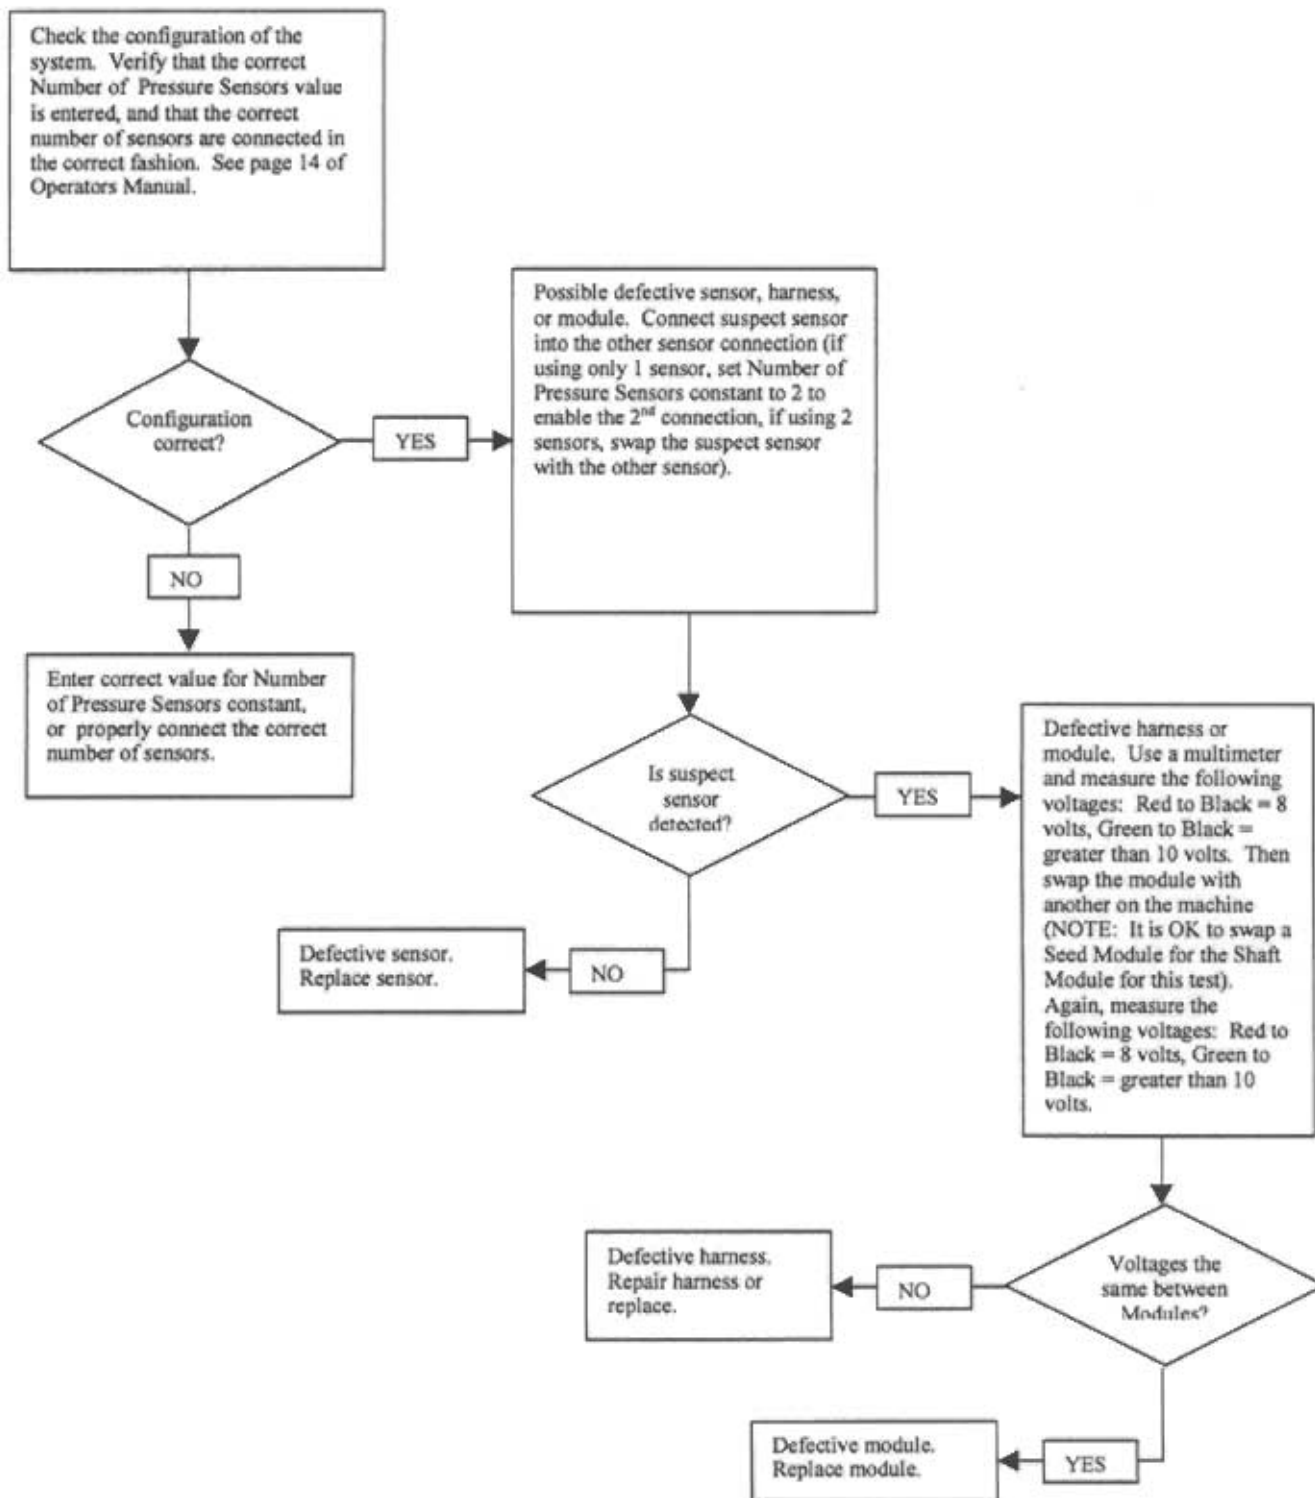 Check the configuration of the
system. Verify that the correct
Number of Pressure Sensors value
is entered, and that the correct
number of sensors are connected in
the correct fashion. See page 14 of
Operators Manual.
Configuration
correct?
YES
NO
Enter correct value for Number
of Pressure Sensors constant,
or properly connect the correct
number of sensors.
Possible defective sensor, harness,
or module. Connect suspect sensor
into the other sensor connection (if
using only 1 sensor, set Number of
Pressure Sensors constant to 2 to
enable the 2nd connection, if using 2
sensors, swap the suspect sensor
with the other sensor).
Is suspect
sensor
detected?
YES
NO
Defective sensor.
Replace sensor.
Defective harness or
module. Use a multimeter
and measure the following
voltages: Red to Black = 8
volts, Green to Black =
greater than 10 volts. Then
swap the module with
another on the machine
(NOTE: It is OK to swap a
Seed Module for the Shaft
Module for this test).
Again, measure the
following voltages: Red to
Black = 8 volts, Green to
Black = greater than 10
volts.
Voltages the
same between
Modules?
NO
Defective harness.
Repair harness or
replace.
YES
Defective module.
Replace module.